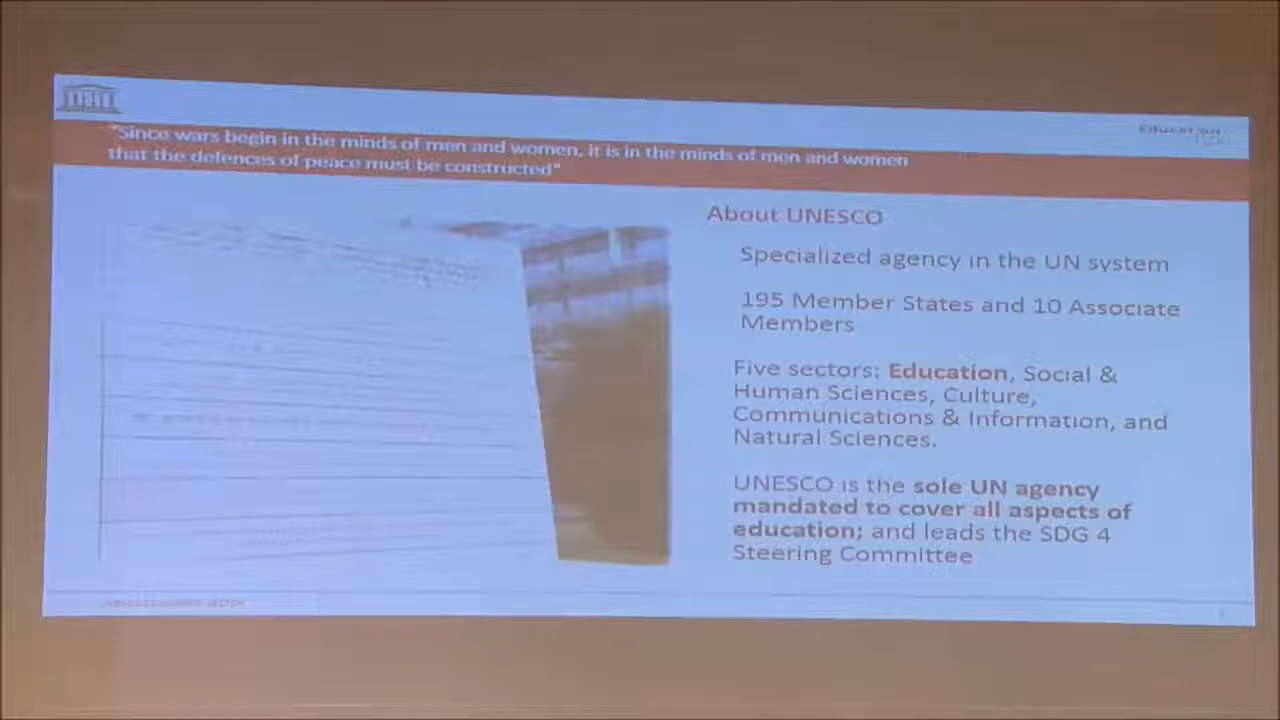 "Since wars begin in the minds of men and women, it is in the minds of men and women
that the defences of peace must be constructed"
Education
About UNESCO
Specialized agency in the UN system
195 Member States and 10 Associate
Members
Five sectors: Education, Social &
Human Sciences, Culture,
Communications & Information, and
Natural Sciences.
UNESCO is the sole UN agency
mandated to cover all aspects of
education; and leads the SDG 4
Steering Committee
UNESCO EDUCATION SECTOR